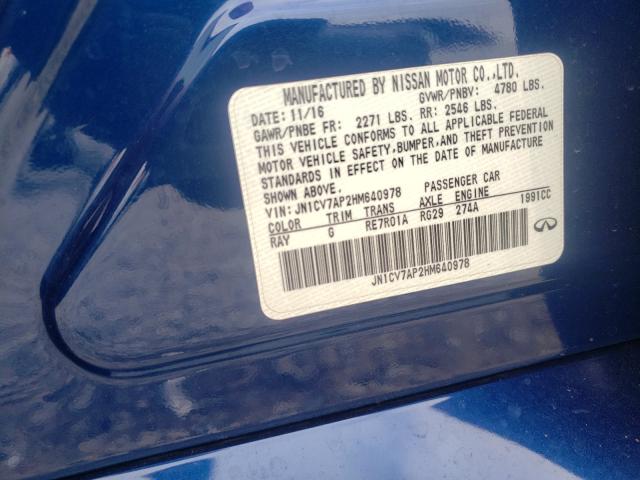 MANUFACTURED BY NISSAN MOTOR CO.,LTD.
DATE: 11/16 GVWR/PNBV: 4780 LBS.
GAWR/PNBE FR: 2271 LBS. RR: 2546 LBS.
THIS VEHICLE CONFORMS TO ALL APPLICABLE FEDERAL
MOTOR VEHICLE SAFETY,BUMPER,AND THEFT PREVENTION
STANDARDS IN EFFECT ON THE DATE OF MANUFACTURE
SHOWN ABOVE.
VIN: JN1CV7AP2HM640978 PASSENGER CAR
COLOR TRIM TRANS AXLE ENGINE
RAY G RE7R01A RG29 274A 1991CC
JN1CV7AP2HM640978